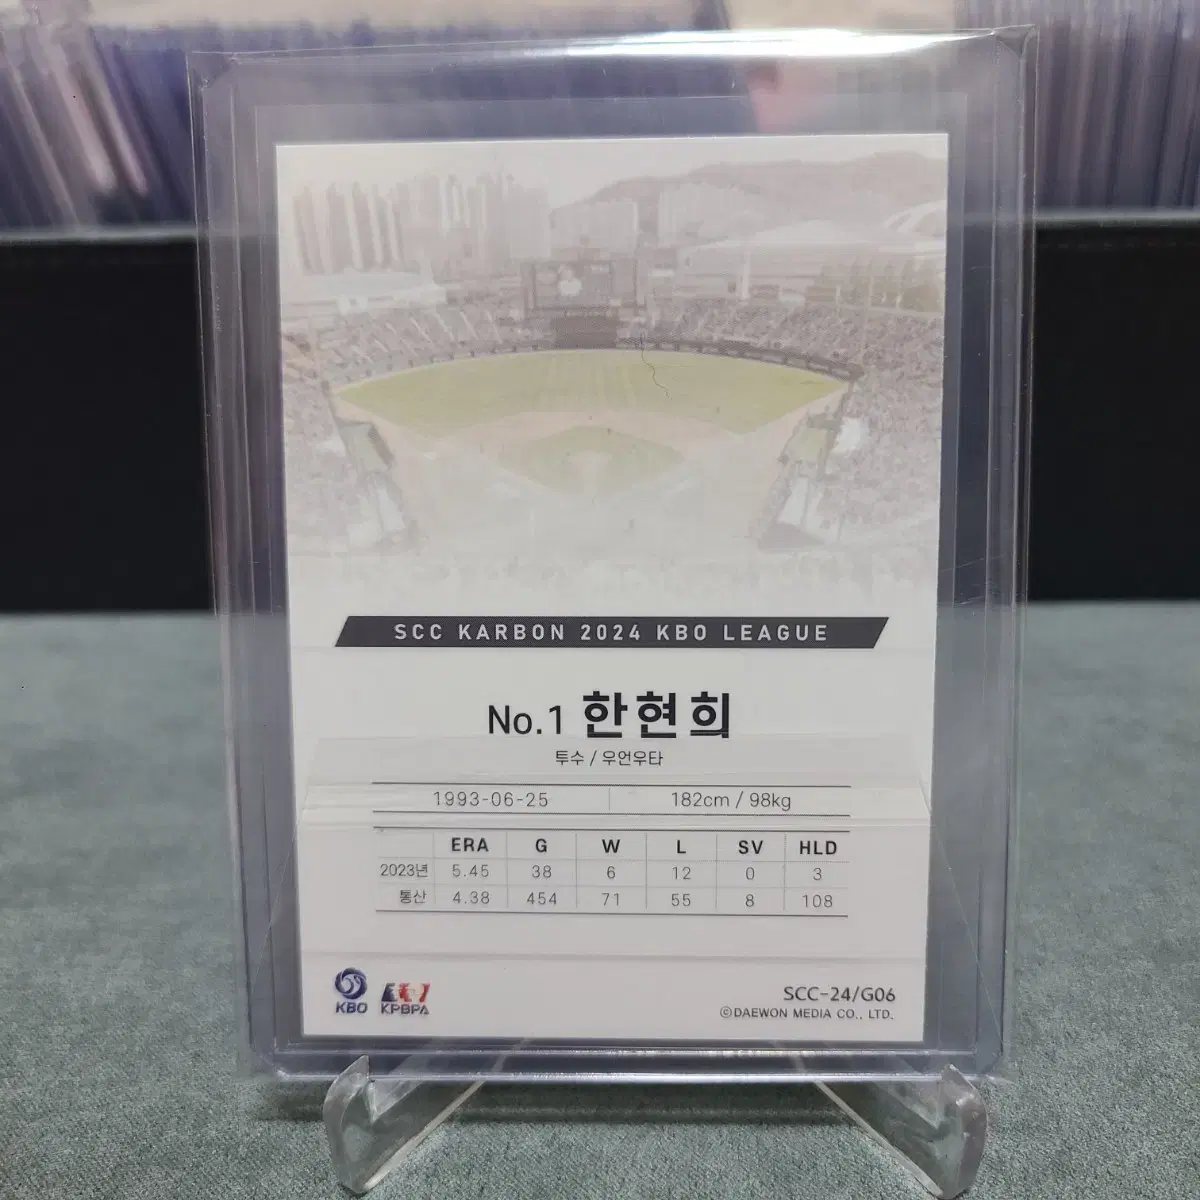 SCC KARBON 2024 KBO LEAGUE
No.1 한현희
투수 / 우언우타
1993-06-25 182cm / 98kg
ERA G W L SV HLD
2023년 5.45 38 6 12 0 3
통산 4.38 454 71 55 8 108
KBO KPBPA
SCC-24/G06
©DAEWON MEDIA CO., LTD.